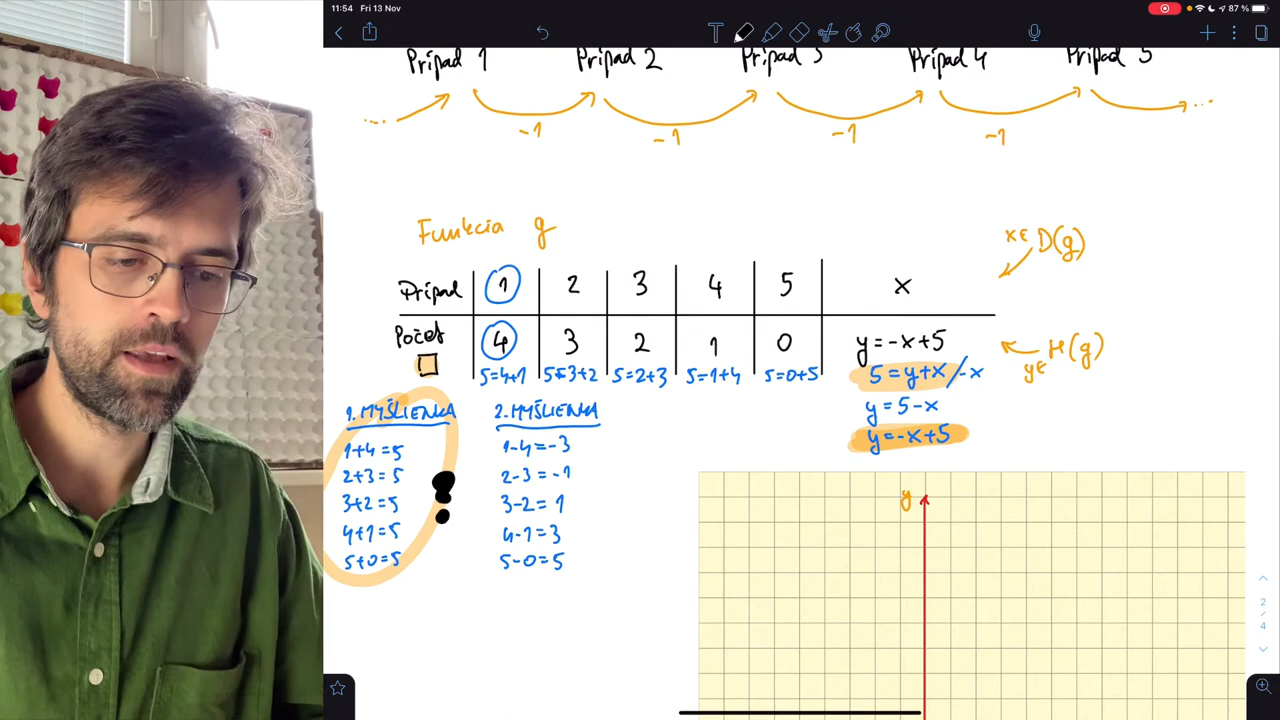 11:54 Fri 13 Nov
87 %
Prípad 1 Prípad 2 Prípad 3 Prípad 4 Prípad 5
... -1 -1 -1 -1 ...
Funkcia g
x∈ D(g)
Prípad 1 2 3 4 5 x
Počet 4 3 2 1 0 y=-x+5
y∈ H(g)
5=4+1 5=3+2 5=2+3 5=1+4 5=0+5 5=y+x/-x
y=5-x
y=-x+5
1. MYŠLIENKA
1+4=5
2+3=5
3+2=5
4+1=5
5+0=5
2. MYŠLIENKA
1-4=-3
2-3=-1
3-2=1
4-1=3
5-0=5
y
2
/
4